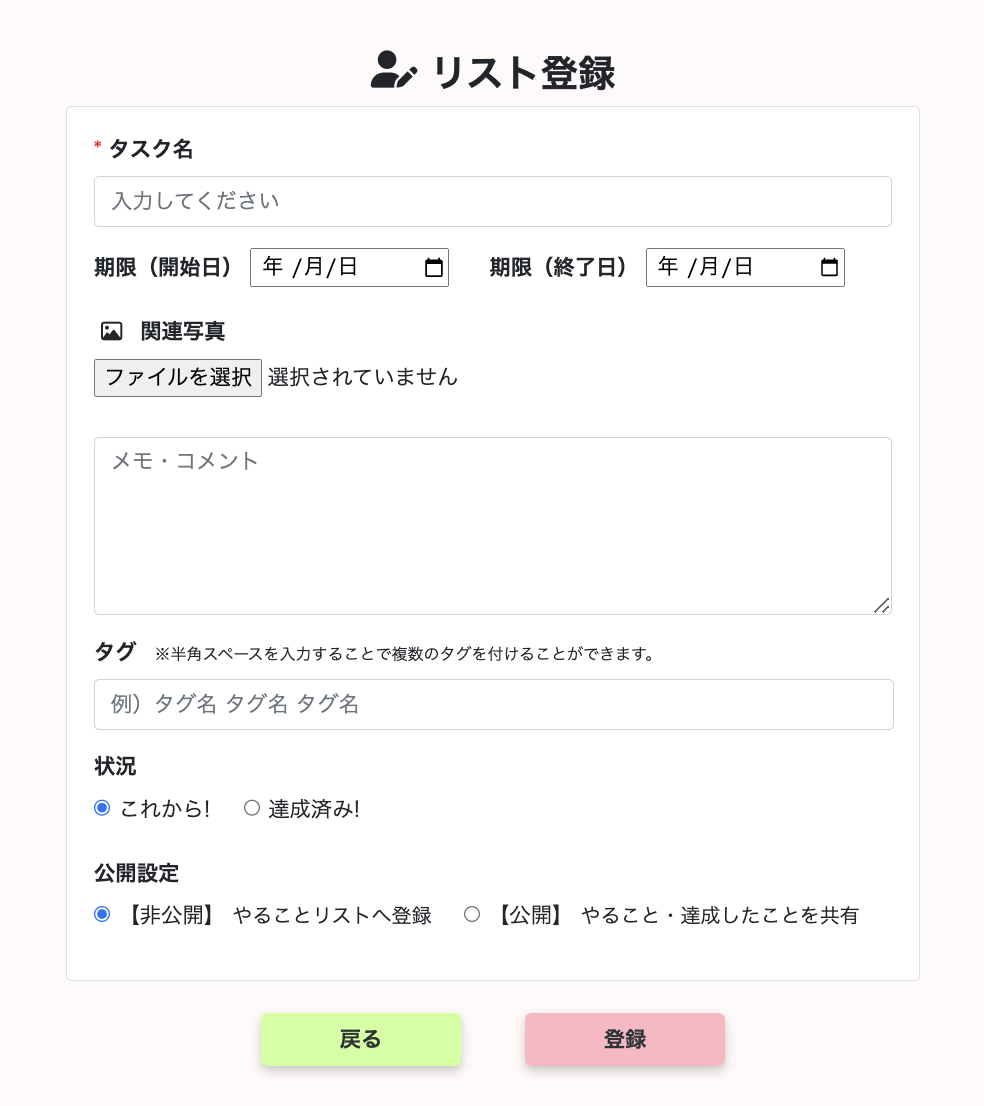 リスト登録
* タスク名
入力してください
期限（開始日） 年 /月/日 期限（終了日） 年 /月/日
関連写真
ファイルを選択 選択されていません
メモ・コメント
タグ ※半角スペースを入力することで複数のタグを付けることができます。
例）タグ名 タグ名 タグ名
状況
これから! 達成済み!
公開設定
【非公開】 やることリストへ登録 【公開】 やること・達成したことを共有
戻る 登録